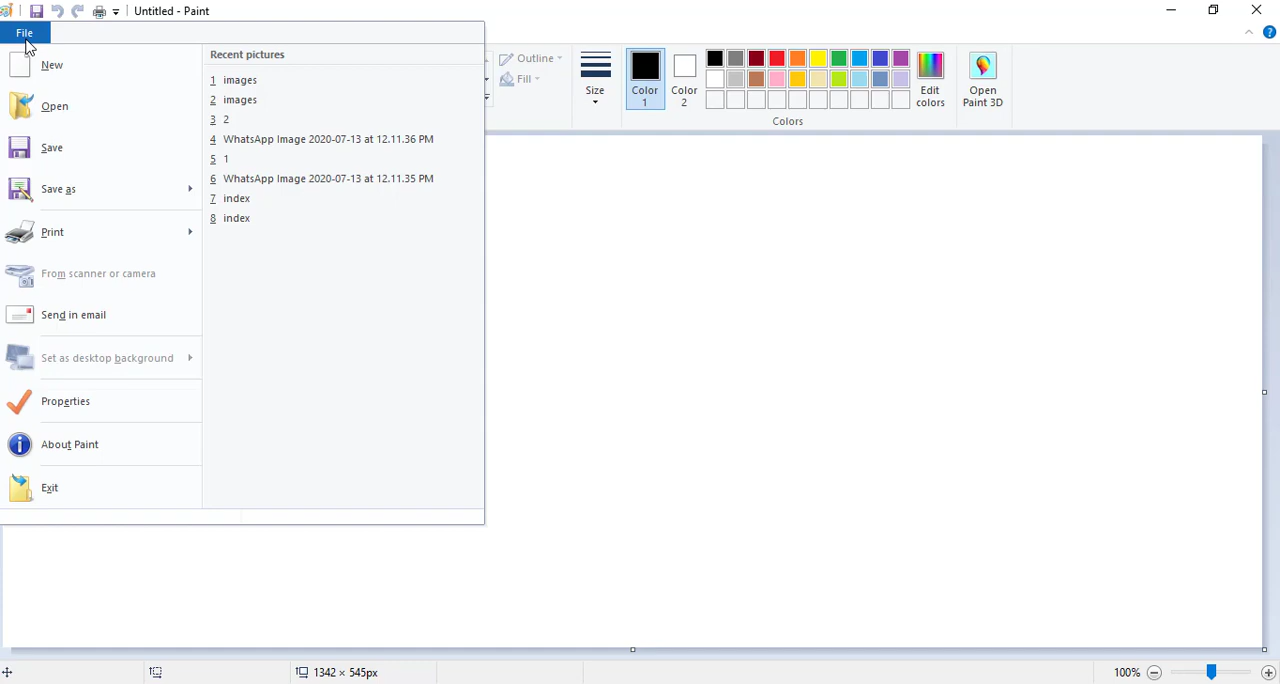 Untitled - Paint
File
New
Open
Save
Save as
Print
From scanner or camera
Send in email
Set as desktop background
Properties
About Paint
Exit
Recent pictures
1 images
2 images
3 2
4 WhatsApp Image 2020-07-13 at 12.11.36 PM
5 1
6 WhatsApp Image 2020-07-13 at 12.11.35 PM
7 index
8 index
Outline
Fill
Size
Color
1
Color
2
Edit
colors
Colors
Open
Paint 3D
1342 × 545px
100%